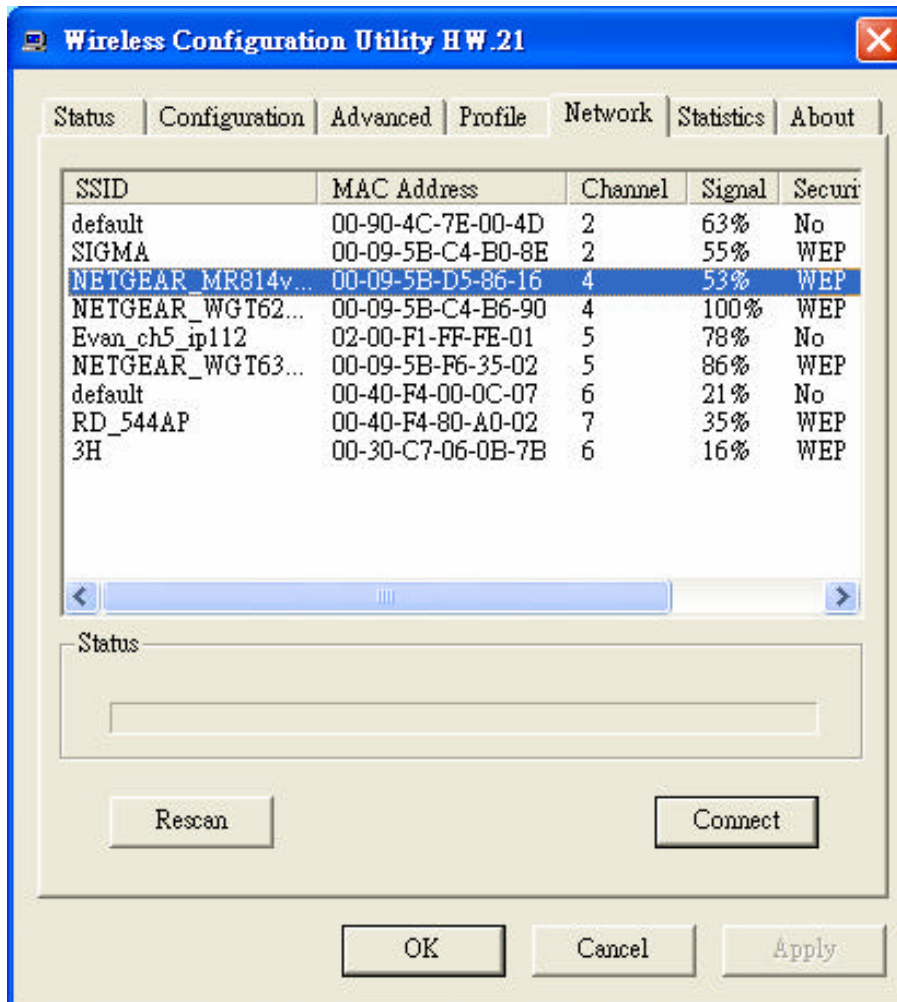 Wireless Configuration Utility HW.21
Status Configuration Advanced Profile Network Statistics About
SSID MAC Address Channel Signal Securi
default 00-90-4C-7E-00-4D 2 63% No
SIGMA 00-09-5B-C4-B0-8E 2 55% WEP
NETGEAR_MR814v... 00-09-5B-D5-86-16 4 53% WEP
NETGEAR_WGT62... 00-09-5B-C4-B6-90 4 100% WEP
Evan_ch5_ip112 02-00-F1-FF-FE-01 5 78% No
NETGEAR_WGT63... 00-09-5B-F6-35-02 5 86% WEP
default 00-40-F4-00-0C-07 6 21% No
RD_544AP 00-40-F4-80-A0-02 7 35% WEP
3H 00-30-C7-06-0B-7B 6 16% WEP
Status
Rescan Connect
OK Cancel Apply